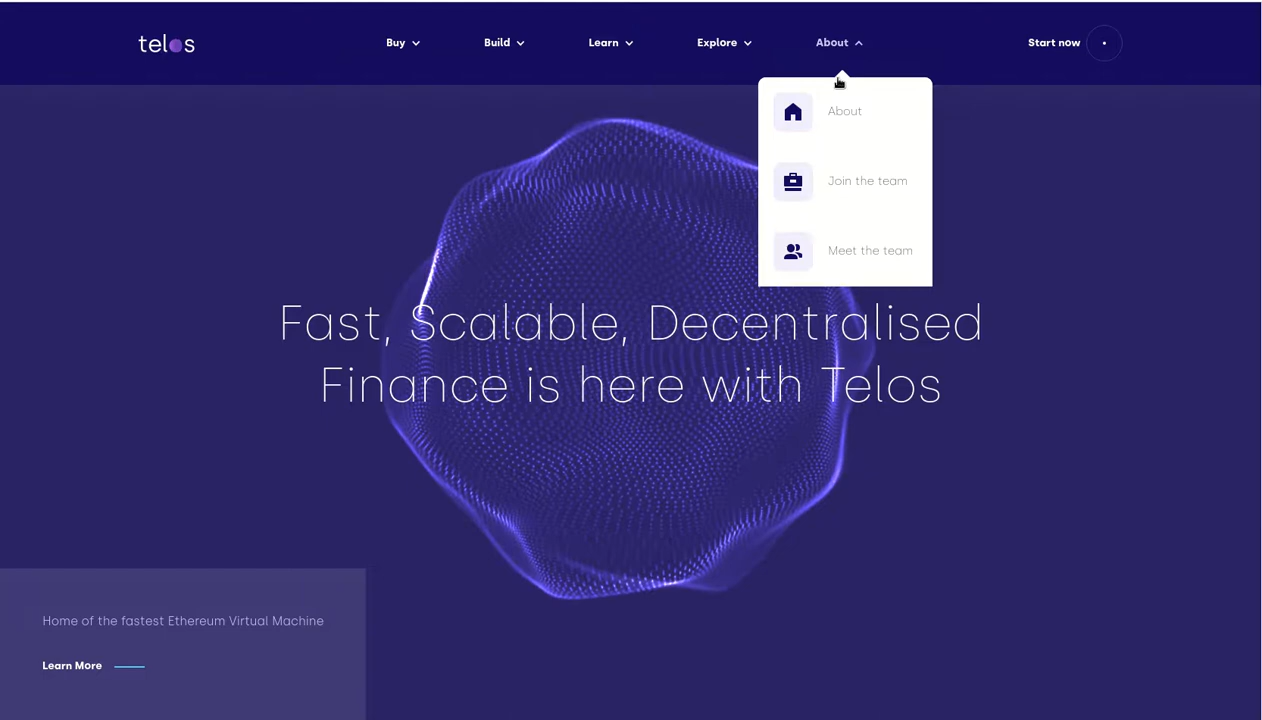 telos
Buy
Build
Learn
Explore
About
Start now
About
Join the team
Meet the team
Fast, Scalable, Decentralised
Finance is here with Telos
Home of the fastest Ethereum Virtual Machine
Learn More